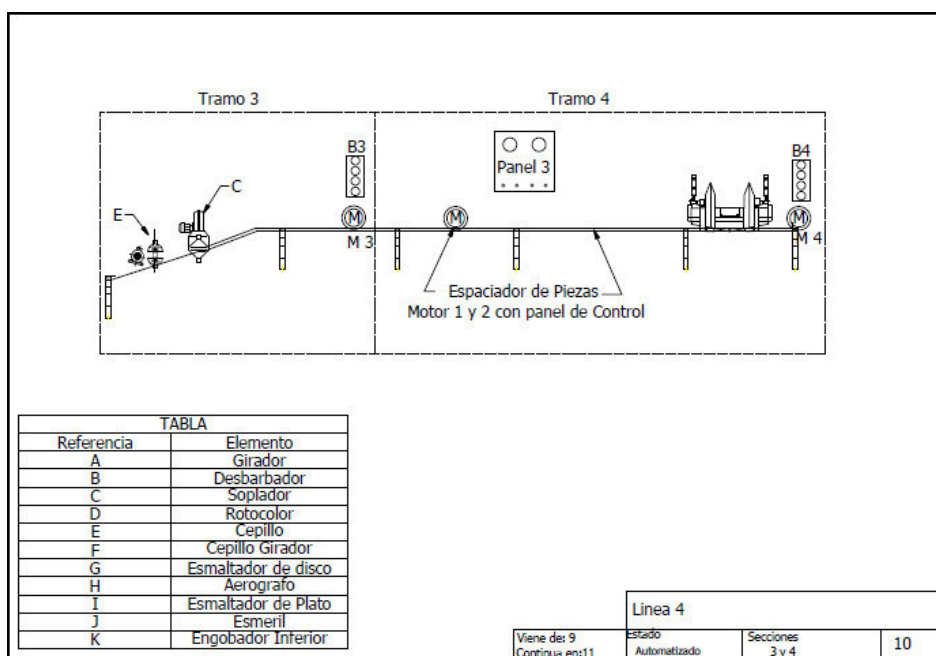 Tramo 3
Tramo 4
B3
Panel 3
B4
C
E
M
M
M
M 3
M 4
Espaciador de Piezas
Motor 1 y 2 con panel de Control
TABLA
Referencia Elemento
A Girador
B Desbarbador
C Soplador
D Rotocolor
E Cepillo
F Cepillo Girador
G Esmaltador de disco
H Aerografo
I Esmaltador de Plato
J Esmeril
K Engobador Inferior
Linea 4
Viene de: 9 Estado Secciones 10
Continua en:11 Automatizado 3 y 4